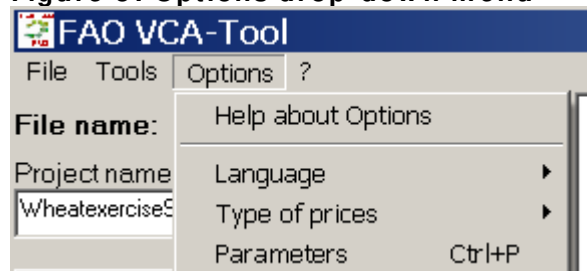 FAO VCA-Tool
File Tools Options ?
Help about Options
File name:
Project name
Language
WheatexerciseS
Type of prices
Parameters Ctrl+P